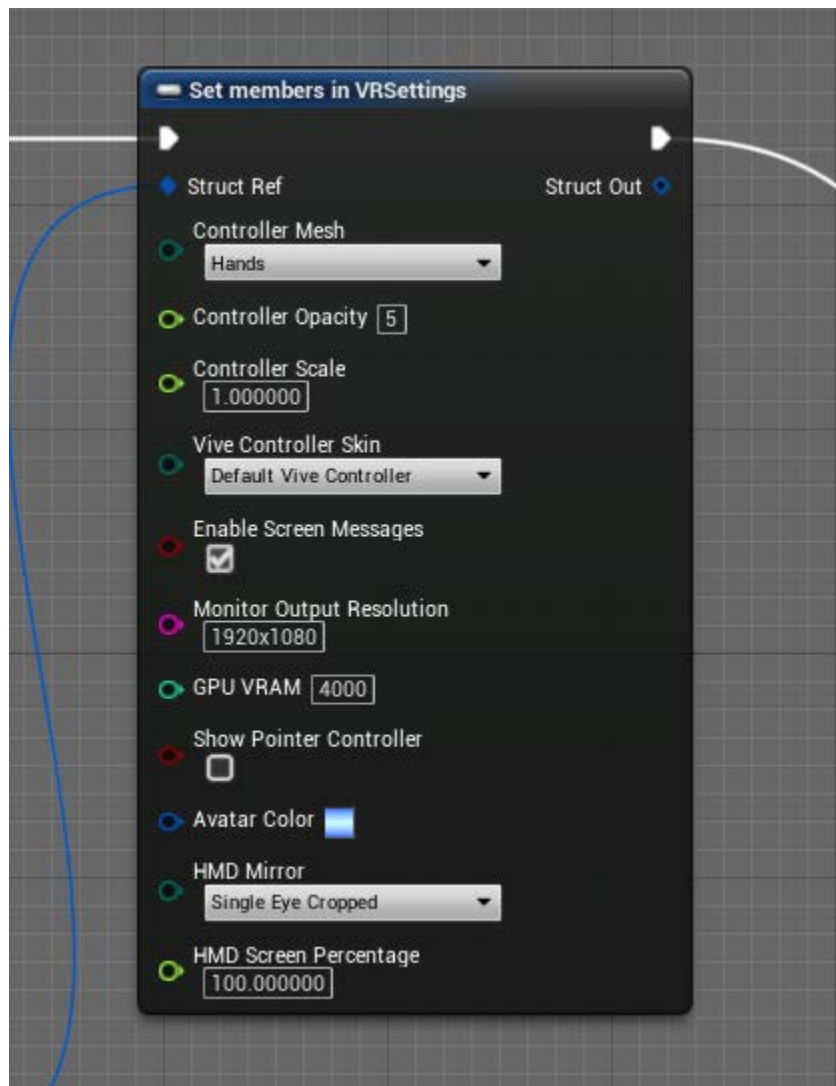 Set members in VRSettings
Struct Ref
Struct Out
Controller Mesh
Hands
Controller Opacity 5
Controller Scale
1.000000
Vive Controller Skin
Default Vive Controller
Enable Screen Messages
Monitor Output Resolution
1920x1080
GPU VRAM 4000
Show Pointer Controller
Avatar Color
HMD Mirror
Single Eye Cropped
HMD Screen Percentage
100.000000